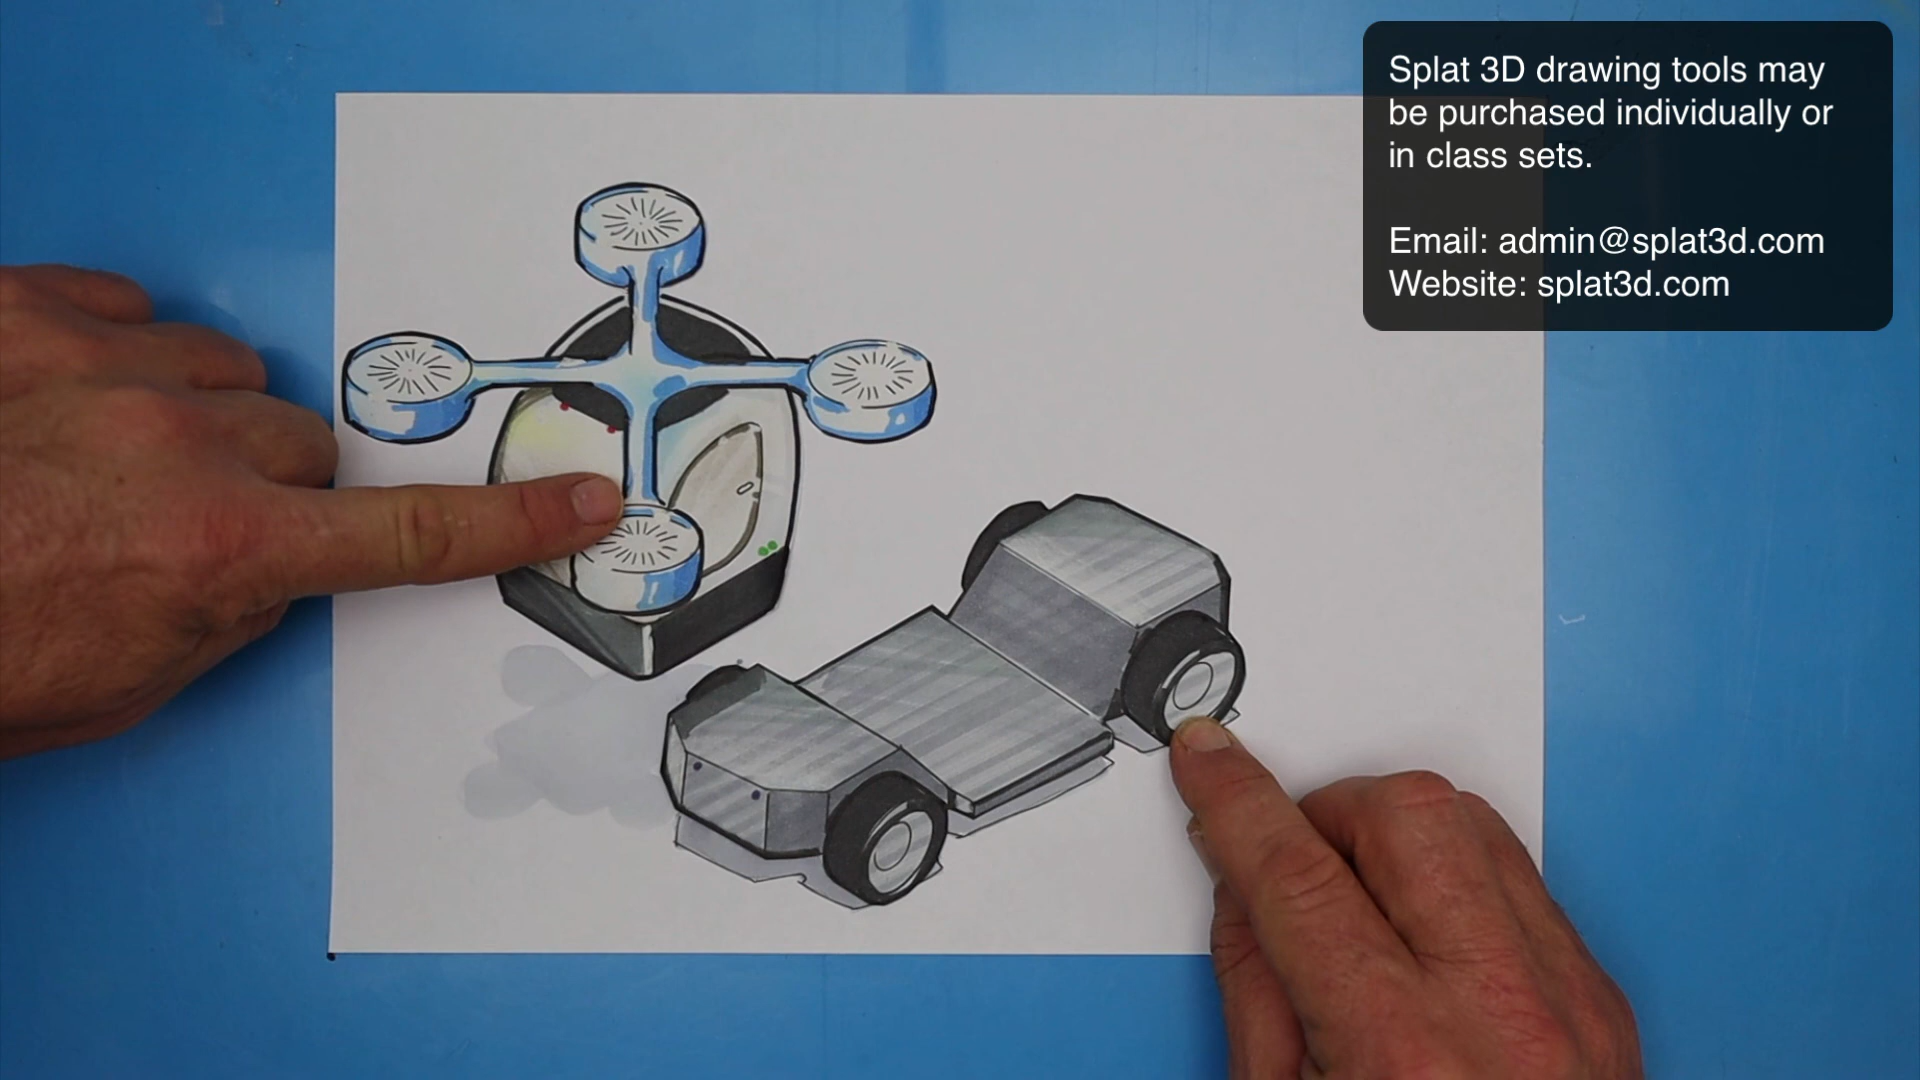 Splat 3D drawing tools may
be purchased individually or
in class sets.
Email: admin@splat3d.com
Website: splat3d.com